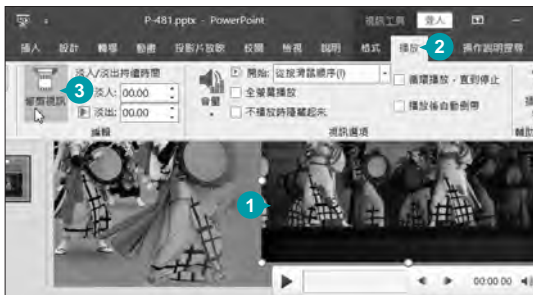 P-481.pptx - PowerPoint
視訊工具
登入
插入 設計 轉場 動畫 投影片放映 校閱 檢視 說明 格式 播放 2 操作說明搜尋
淡入/淡出持續時間
3
淡入: 00.00
淡出: 00.00
剪輯視訊
編輯
音量
開始: 從按滑鼠順序(I)
全螢幕播放
不播放時隱藏起來
循環播放，直到停止
播放後自動倒帶
視訊選項
輔助
1
00:00.00